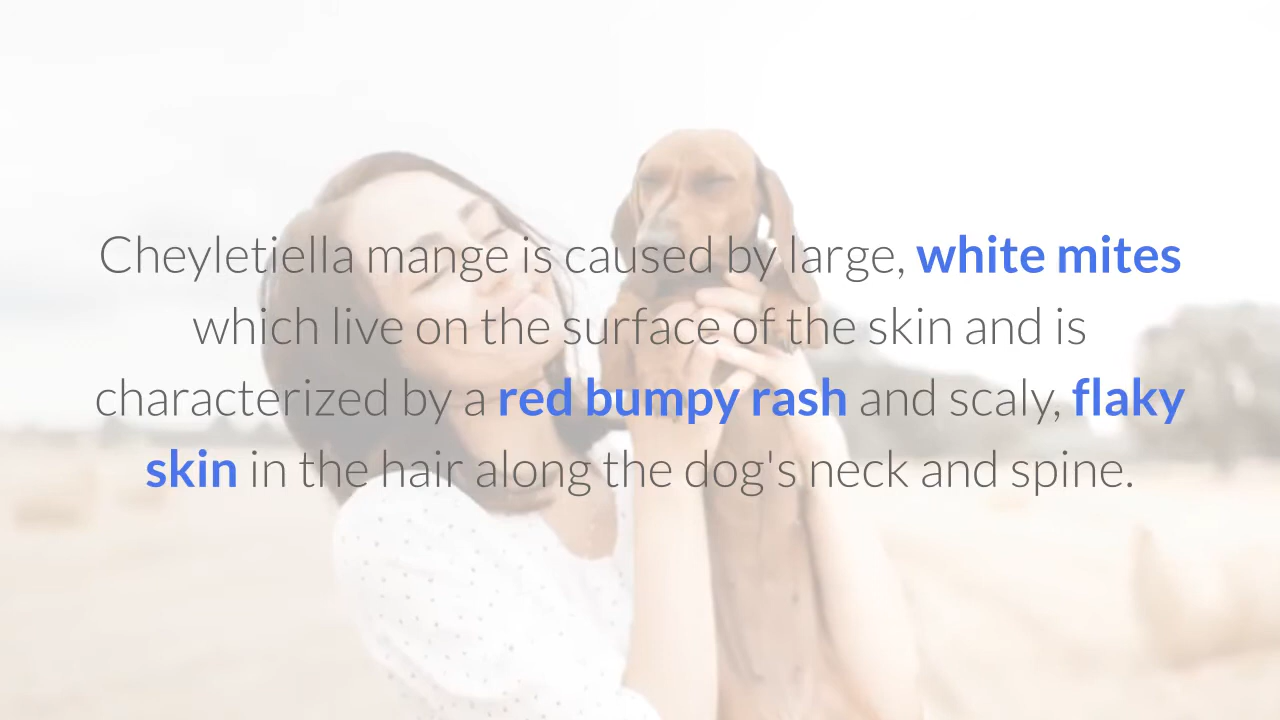 Cheyletiella mange is caused by large, white mites
which live on the surface of the skin and is
characterized by a red bumpy rash and scaly, flaky
skin in the hair along the dog's neck and spine.